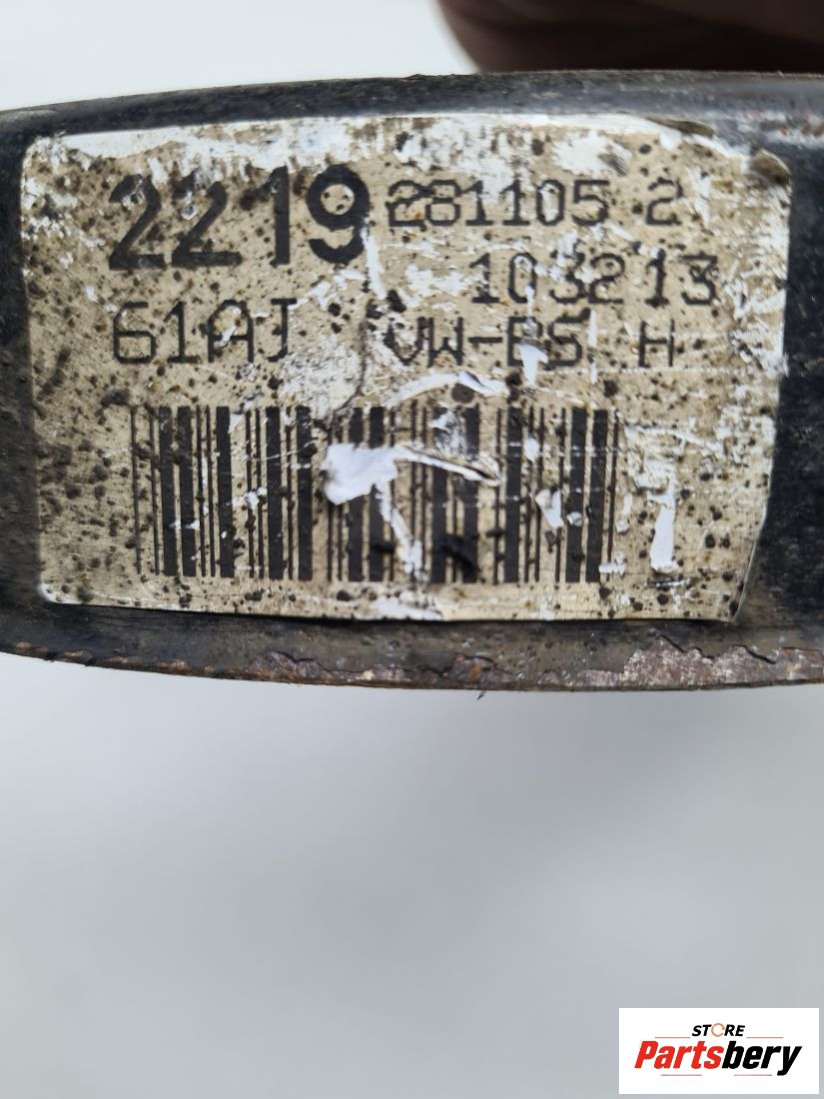 2219 281105 2
103213
61AJ VW-BS H
STORE
Partsbery